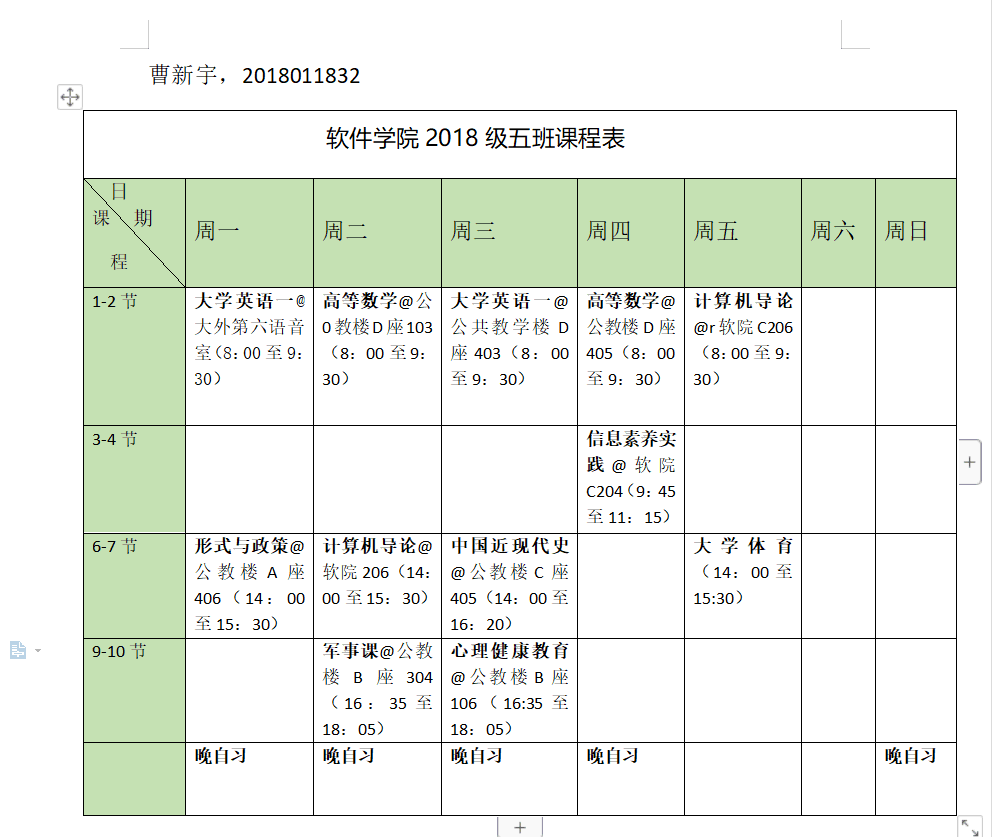 曹新宇，2018011832
软件学院 2018 级五班课程表
日
课 期
程
周一
周二
周三
周四
周五
周六
周日
1-2 节
大学英语一@
大外第六语音
室（8：00 至 9：
30）
高等数学@公
0 教楼 D 座 103
（8：00 至 9：
30）
大学英语一@
公共教学楼 D
座 403（8：00
至 9：30）
高等数学@
公教楼 D 座
405（8：00
至 9：30）
计算机导论
@r 软院 C206
（8：00 至 9：
30）
3-4 节
信息素养实
践@软院
C204（9：45
至 11：15）
6-7 节
形式与政策@
公教楼 A 座
406（14：00
至 15：30）
计算机导论@
软院 206（14：
00 至 15：30）
中国近现代史
@公教楼 C 座
405（14：00 至
16：20）
大学体育
（14：00 至
15:30）
9-10 节
军事课@公教
楼 B 座 304
（16：35 至
18：05）
心理健康教育
@公教楼 B 座
106（16:35 至
18：05）
晚自习
晚自习
晚自习
晚自习
晚自习